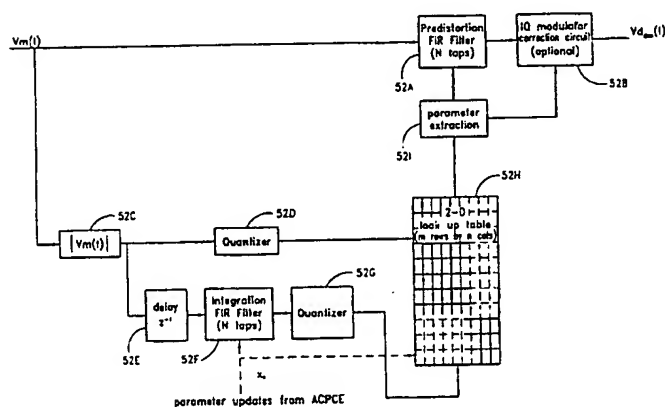 Vm(t)
Predistortion
FIR Filter
(N taps)
52A
IQ modulator
correction circuit
(optional)
52B
parameter
extraction
52I
52H
2-D
look up table
(m rows by n cols)
52C
|Vm(t)|
52D
Quantizer
52G
delay
z⁻¹
52E
Integration
FIR Filter
(N taps)
52F
Quantizer
parameter updates from ACPCE